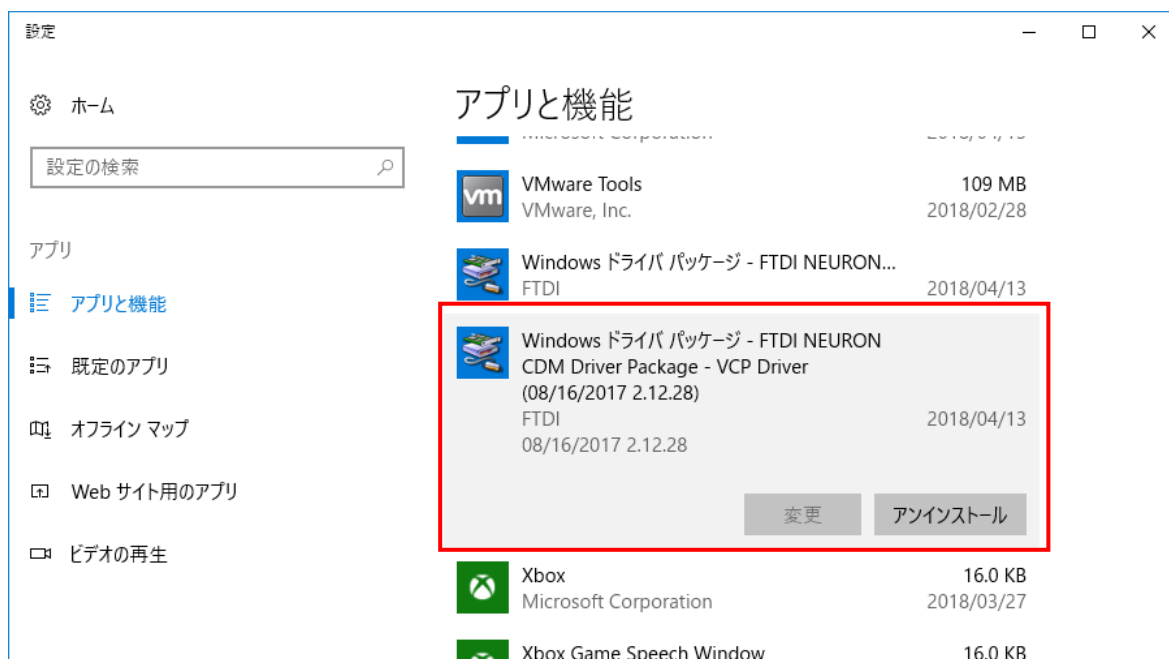 設定
ホーム
設定の検索
アプリ
アプリと機能
既定のアプリ
オフライン マップ
Web サイト用のアプリ
ビデオの再生
アプリと機能
Microsoft Corporation 2018/04/13
VMware Tools 109 MB
VMware, Inc. 2018/02/28
Windows ドライバ パッケージ - FTDI NEURON...
FTDI 2018/04/13
Windows ドライバ パッケージ - FTDI NEURON
CDM Driver Package - VCP Driver
(08/16/2017 2.12.28)
FTDI 2018/04/13
08/16/2017 2.12.28
変更 アンインストール
Xbox 16.0 KB
Microsoft Corporation 2018/03/27
Xbox Game Speech Window 16.0 KB